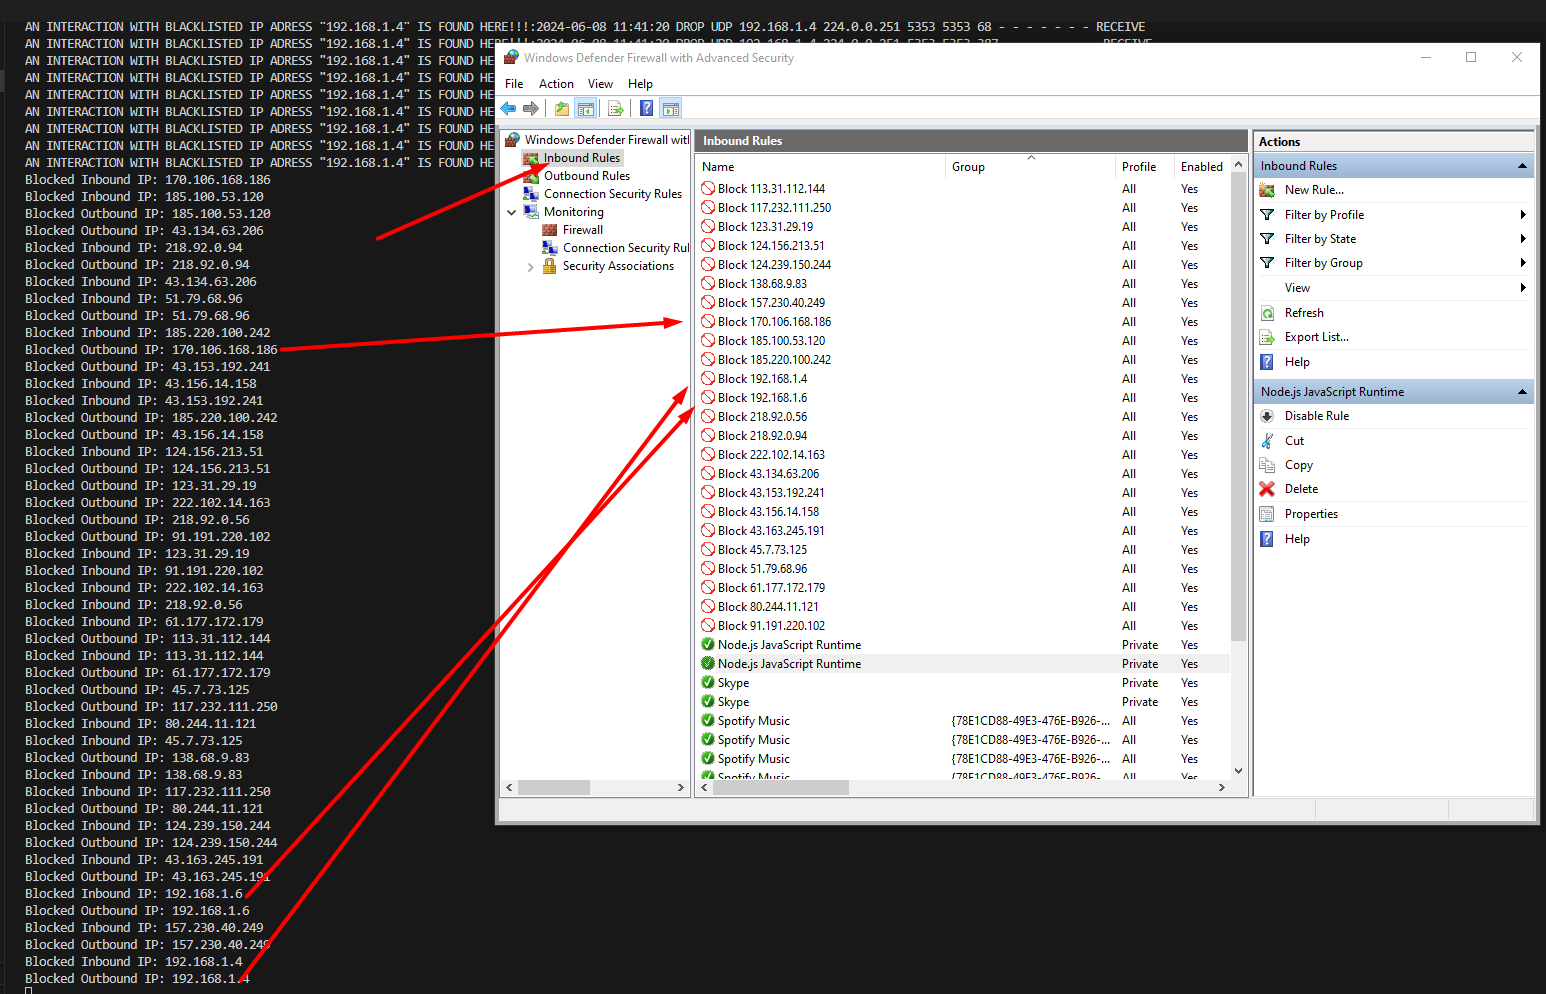 AN INTERACTION WITH BLACKLISTED IP ADRESS "192.168.1.4" IS FOUND HERE!!!:2024-06-08 11:41:20 DROP UDP 192.168.1.4 224.0.0.251 5353 5353 68 - - - - - - - RECEIVE
AN INTERACTION WITH BLACKLISTED IP ADRESS "192.168.1.4" IS FOUND HERE!!!:2024-06-08 11:41:20 DROP UDP 192.168.1.4 224.0.0.251 5353 5353 RECEIVE
AN INTERACTION WITH BLACKLISTED IP ADRESS "192.168.1.4" IS FOUND HE
AN INTERACTION WITH BLACKLISTED IP ADRESS "192.168.1.4" IS FOUND HE
AN INTERACTION WITH BLACKLISTED IP ADRESS "192.168.1.4" IS FOUND HE
AN INTERACTION WITH BLACKLISTED IP ADRESS "192.168.1.4" IS FOUND HE
AN INTERACTION WITH BLACKLISTED IP ADRESS "192.168.1.4" IS FOUND HE
AN INTERACTION WITH BLACKLISTED IP ADRESS "192.168.1.4" IS FOUND HE
AN INTERACTION WITH BLACKLISTED IP ADRESS "192.168.1.4" IS FOUND HE
Blocked Inbound IP: 170.106.168.186
Blocked Inbound IP: 185.100.53.120
Blocked Outbound IP: 185.100.53.120
Blocked Outbound IP: 43.134.63.206
Blocked Inbound IP: 218.92.0.94
Blocked Outbound IP: 218.92.0.94
Blocked Inbound IP: 43.134.63.206
Blocked Inbound IP: 51.79.68.96
Blocked Outbound IP: 51.79.68.96
Blocked Inbound IP: 185.220.100.242
Blocked Outbound IP: 170.106.168.186
Blocked Outbound IP: 43.153.192.241
Blocked Inbound IP: 43.156.14.158
Blocked Inbound IP: 43.153.192.241
Blocked Outbound IP: 185.220.100.242
Blocked Outbound IP: 43.156.14.158
Blocked Inbound IP: 124.156.213.51
Blocked Outbound IP: 124.156.213.51
Blocked Outbound IP: 123.31.29.19
Blocked Outbound IP: 222.102.14.163
Blocked Outbound IP: 218.92.0.56
Blocked Outbound IP: 91.191.220.102
Blocked Inbound IP: 123.31.29.19
Blocked Inbound IP: 91.191.220.102
Blocked Inbound IP: 222.102.14.163
Blocked Inbound IP: 218.92.0.56
Blocked Inbound IP: 61.177.172.179
Blocked Outbound IP: 113.31.112.144
Blocked Inbound IP: 113.31.112.144
Blocked Outbound IP: 61.177.172.179
Blocked Inbound IP: 45.7.73.125
Blocked Outbound IP: 117.232.111.250
Blocked Inbound IP: 80.244.11.121
Blocked Outbound IP: 45.7.73.125
Blocked Outbound IP: 138.68.9.83
Blocked Inbound IP: 138.68.9.83
Blocked Inbound IP: 117.232.111.250
Blocked Outbound IP: 80.244.11.121
Blocked Inbound IP: 124.239.150.244
Blocked Outbound IP: 124.239.150.244
Blocked Inbound IP: 43.163.245.191
Blocked Outbound IP: 43.163.245.191
Blocked Inbound IP: 192.168.1.6
Blocked Outbound IP: 192.168.1.6
Blocked Inbound IP: 157.230.40.249
Blocked Outbound IP: 157.230.40.249
Blocked Inbound IP: 192.168.1.4
Blocked Outbound IP: 192.168.1.4
Windows Defender Firewall with Advanced Security
File Action View Help
Windows Defender Firewall witl
Inbound Rules
Outbound Rules
Connection Security Rules
Monitoring
Firewall
Connection Security Rul
Security Associations
Inbound Rules
Name Group Profile Enabled
Block 113.31.112.144 All Yes
Block 117.232.111.250 All Yes
Block 123.31.29.19 All Yes
Block 124.156.213.51 All Yes
Block 124.239.150.244 All Yes
Block 138.68.9.83 All Yes
Block 157.230.40.249 All Yes
Block 170.106.168.186 All Yes
Block 185.100.53.120 All Yes
Block 185.220.100.242 All Yes
Block 192.168.1.4 All Yes
Block 192.168.1.6 All Yes
Block 218.92.0.56 All Yes
Block 218.92.0.94 All Yes
Block 222.102.14.163 All Yes
Block 43.134.63.206 All Yes
Block 43.153.192.241 All Yes
Block 43.156.14.158 All Yes
Block 43.163.245.191 All Yes
Block 45.7.73.125 All Yes
Block 51.79.68.96 All Yes
Block 61.177.172.179 All Yes
Block 80.244.11.121 All Yes
Block 91.191.220.102 All Yes
Node.js JavaScript Runtime Private Yes
Node.js JavaScript Runtime Private Yes
Skype Private Yes
Skype Private Yes
Spotify Music {78E1CD88-49E3-476E-B926-... All Yes
Spotify Music {78E1CD88-49E3-476E-B926-... All Yes
Spotify Music {78E1CD88-49E3-476E-B926-... All Yes
Spotify Music {78E1CD88-49E3-476E-B926-... All Yes
Actions
Inbound Rules
New Rule...
Filter by Profile
Filter by State
Filter by Group
View
Refresh
Export List...
Help
Node.js JavaScript Runtime
Disable Rule
Cut
Copy
Delete
Properties
Help